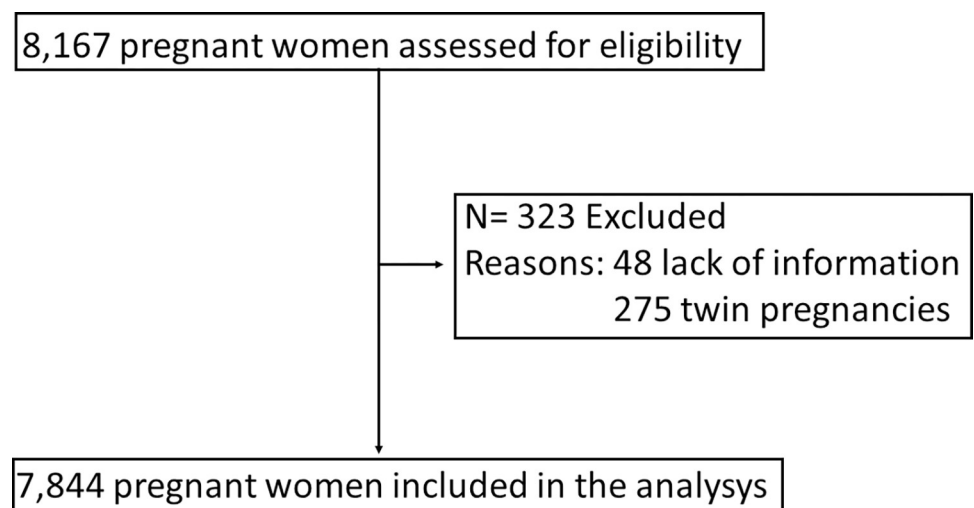 8,167 pregnant women assessed for eligibility
N= 323 Excluded
Reasons: 48 lack of information
275 twin pregnancies
7,844 pregnant women included in the analysys